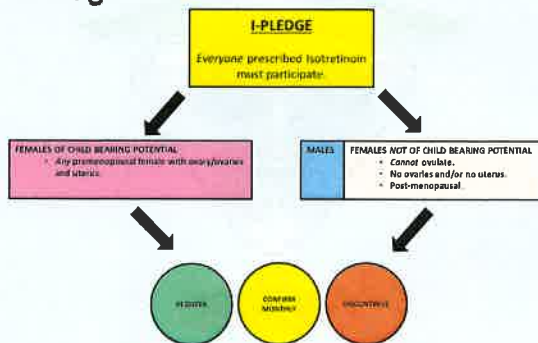 I-PLEDGE
Everyone prescribed Isotretinoin
must participate.
FEMALES OF CHILD BEARING POTENTIAL
• Any premenopausal female with ovary/ovaries
and uterus.
MALES
FEMALES NOT OF CHILD BEARING POTENTIAL
• Cannot ovulate.
• No ovaries and/or no uterus.
• Post-menopausal.
REGISTER
CONFIRM
MONTHLY
DISCONTINUE